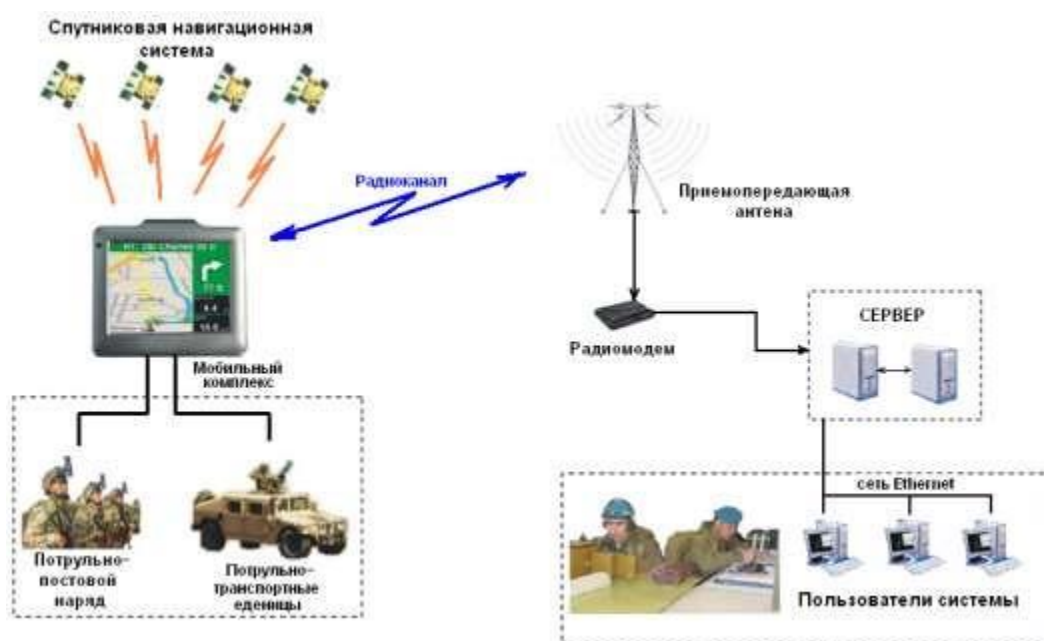 Спутниковая навигационная
система
Радиоканал
Приемопередающая
антена
Мобильный
комплекс
Радиомодем
СЕРВЕР
сеть Ethernet
Потрульно-
постовой
наряд
Потрульно-
транспортные
еденицы
Пользователи системы